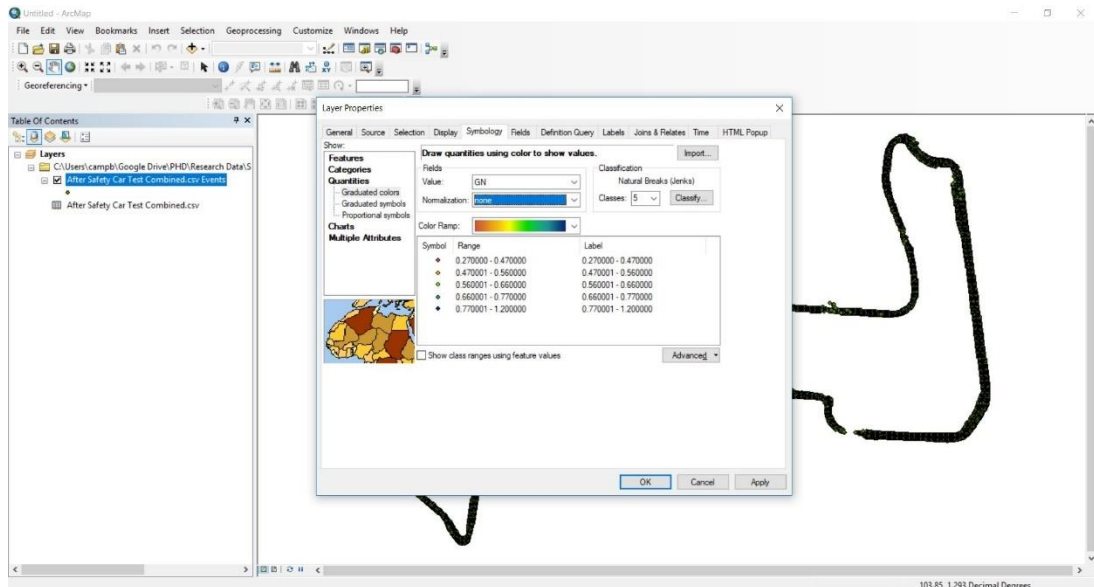 Untitled - ArcMap
File Edit View Bookmarks Insert Selection Geoprocessing Customize Windows Help
Georeferencing
Table Of Contents
Layers
C:\Users\campb\Google Drive\PHD\Research Data\S
After Safety Car Test Combined.csv Events
After Safety Car Test Combined.csv
Layer Properties
General Source Selection Display Symbology Fields Definition Query Labels Joins & Relates Time HTML Popup
Show:
Features
Categories
Quantities
Graduated colors
Graduated symbols
Proportional symbols
Charts
Multiple Attributes
Draw quantities using color to show values.
Import...
Fields
Value: GN
Normalization: none
Classification
Natural Breaks (Jenks)
Classes: 5 Classify...
Color Ramp:
Symbol Range Label
0.270000 - 0.470000 0.270000 - 0.470000
0.470001 - 0.560000 0.470001 - 0.560000
0.560001 - 0.660000 0.560001 - 0.660000
0.660001 - 0.770000 0.660001 - 0.770000
0.770001 - 1.200000 0.770001 - 1.200000
Show class ranges using feature values
Advanced
OK Cancel Apply
103.85 1.293 Decimal Degrees